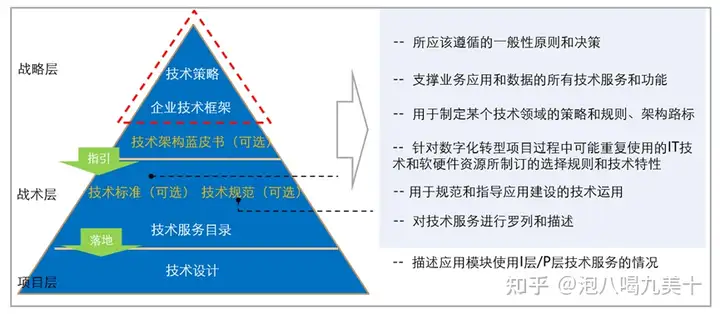 战略层
技术策略
企业技术框架
技术架构蓝皮书（可选）
指引
战术层
技术标准（可选） 技术规范（可选）
技术服务目录
落地
技术设计
项目层
-- 所应该遵循的一般性原则和决策
-- 支撑业务应用和数据的所有技术服务和功能
-- 用于制定某个技术领域的策略和规则、架构路标
-- 针对数字化转型项目过程中可能重复使用的IT技
术和软硬件资源所制订的选择规则和技术特性
-- 用于规范和指导应用建设的技术运用
-- 对技术服务进行罗列和描述
-- 描述应用模块使用I层/P层技术服务的情况
知乎 @泡八喝九美十